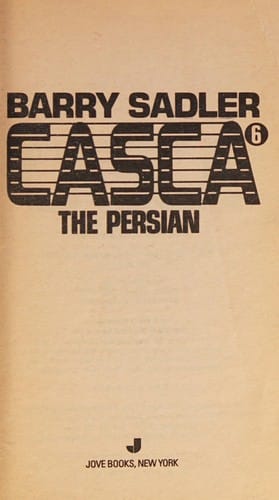 BARRY SADLER
CASCA 6
THE PERSIAN
J
JOVE BOOKS, NEW YORK